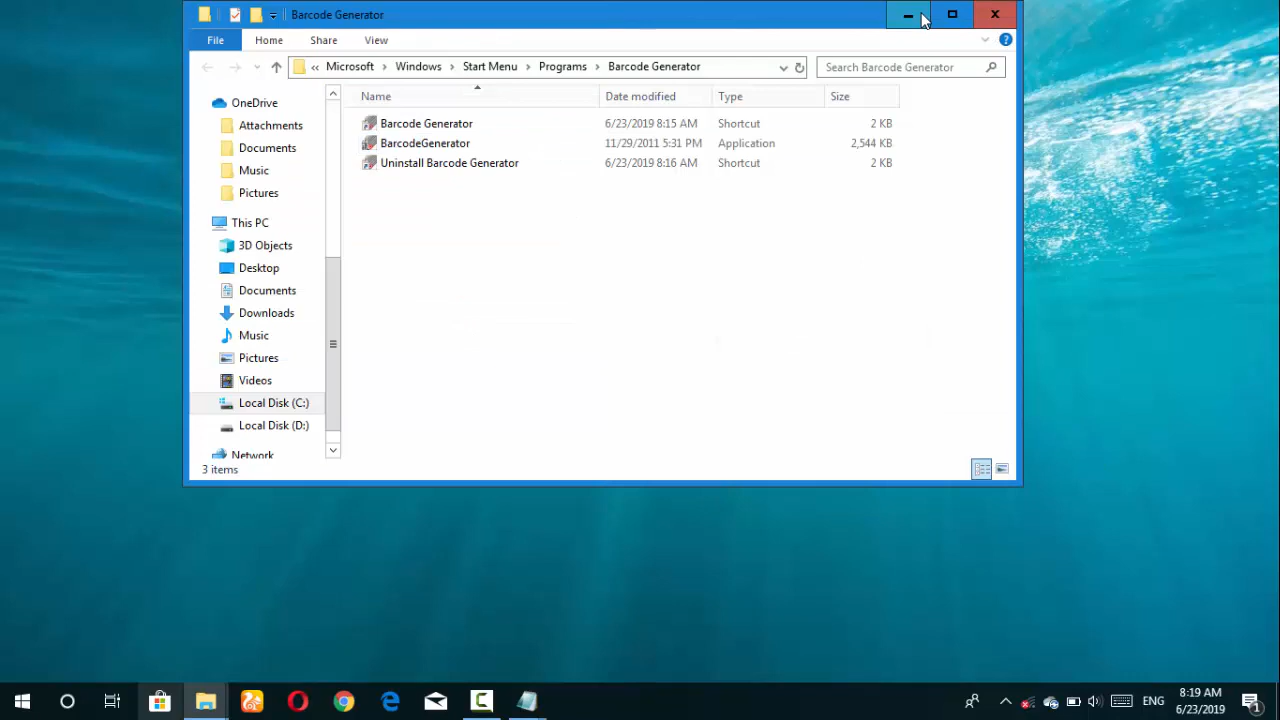 Barcode Generator
File Home Share View
« Microsoft > Windows > Start Menu > Programs > Barcode Generator
Search Barcode Generator
Name Date modified Type Size
Barcode Generator 6/23/2019 8:15 AM Shortcut 2 KB
BarcodeGenerator 11/29/2011 5:31 PM Application 2,544 KB
Uninstall Barcode Generator 6/23/2019 8:16 AM Shortcut 2 KB
OneDrive
Attachments
Documents
Music
Pictures
This PC
3D Objects
Desktop
Documents
Downloads
Music
Pictures
Videos
Local Disk (C:)
Local Disk (D:)
Network
3 items
ENG
8:19 AM
6/23/2019
1